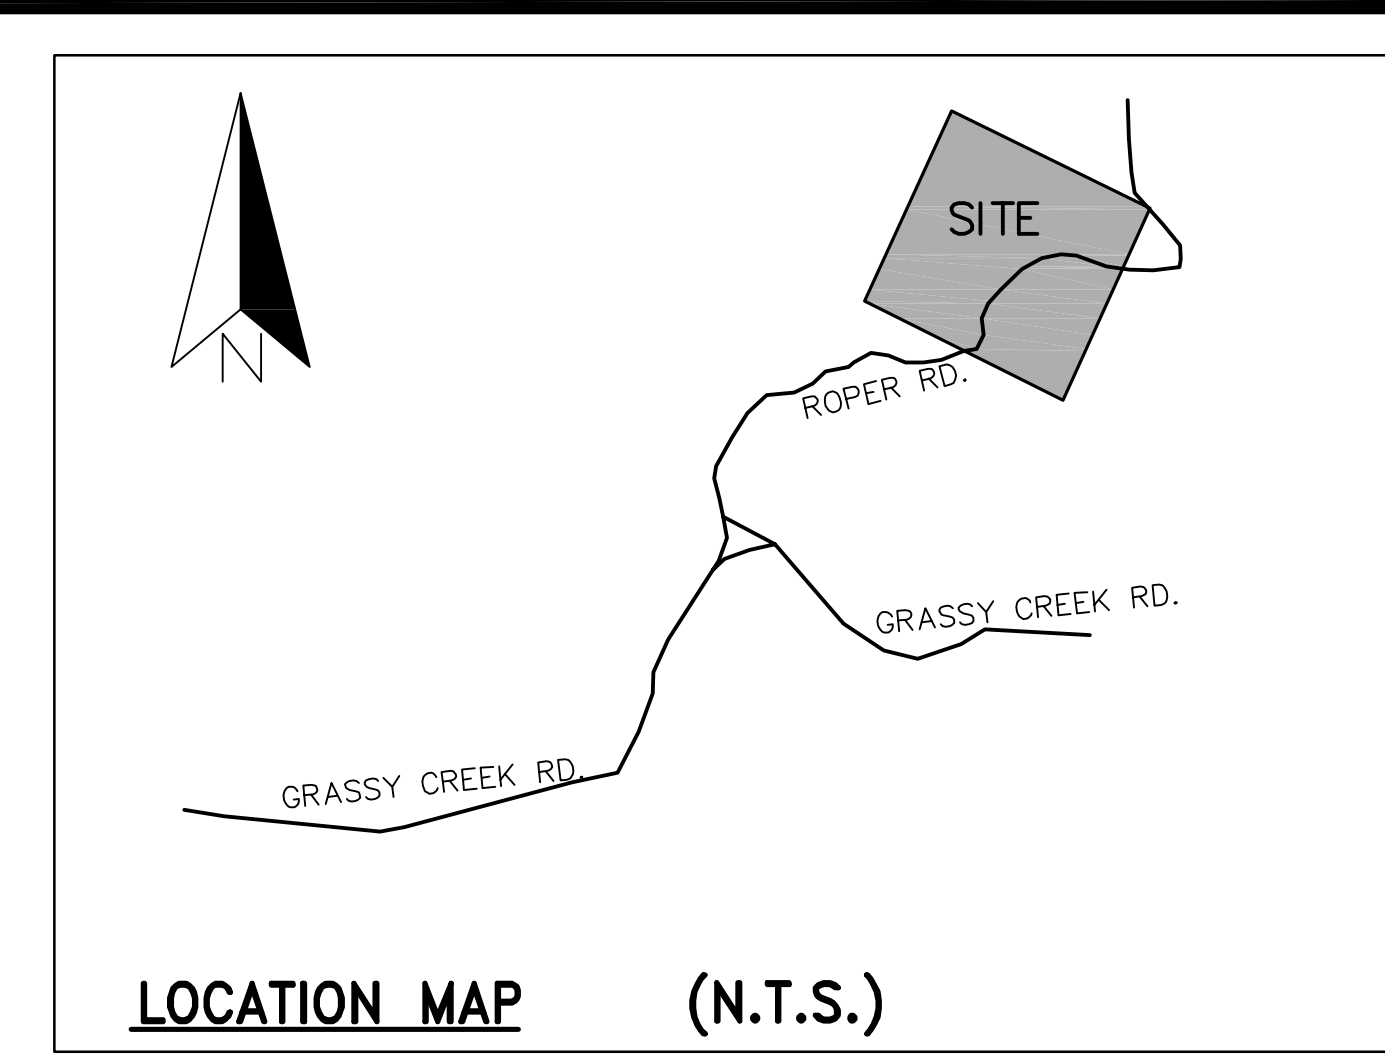 SITE
N
ROPER RD.
GRASSY CREEK RD.
GRASSY CREEK RD.
LOCATION MAP (N.T.S.)